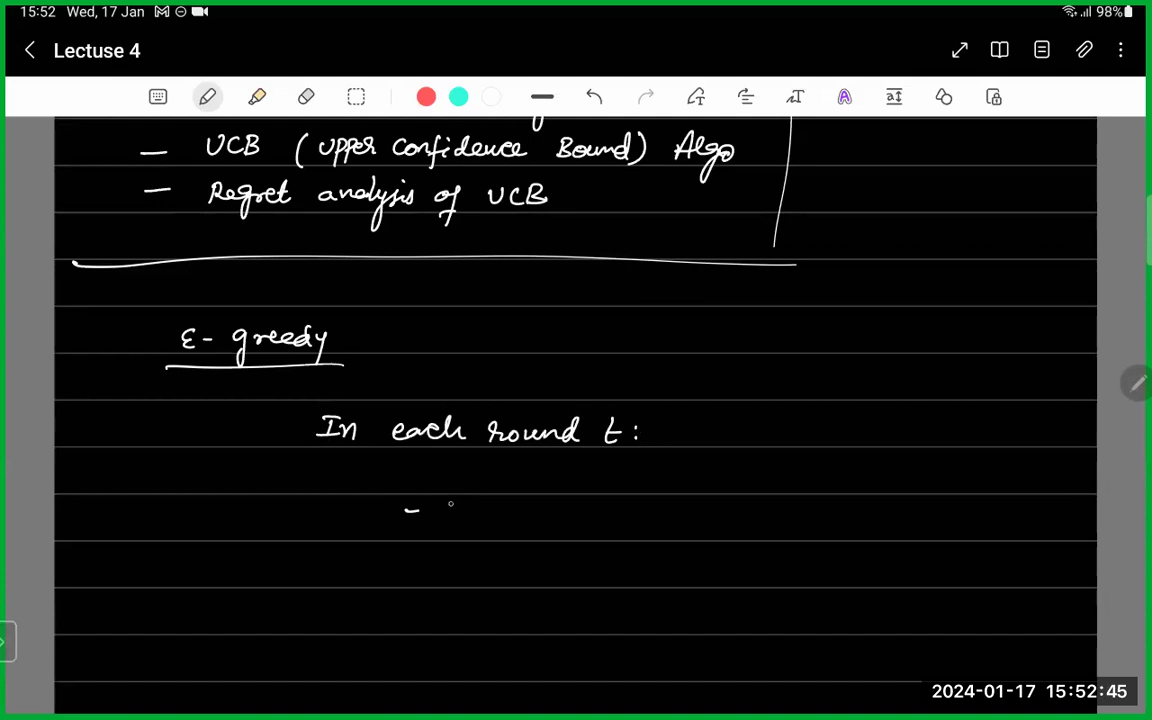 15:52 Wed, 17 Jan
98%
Lectuse 4
— UCB (Upper Confidence Bound) Algo
— Regret analysis of UCB
ε- greedy
In each round t:
-
2024-01-17 15:52:45